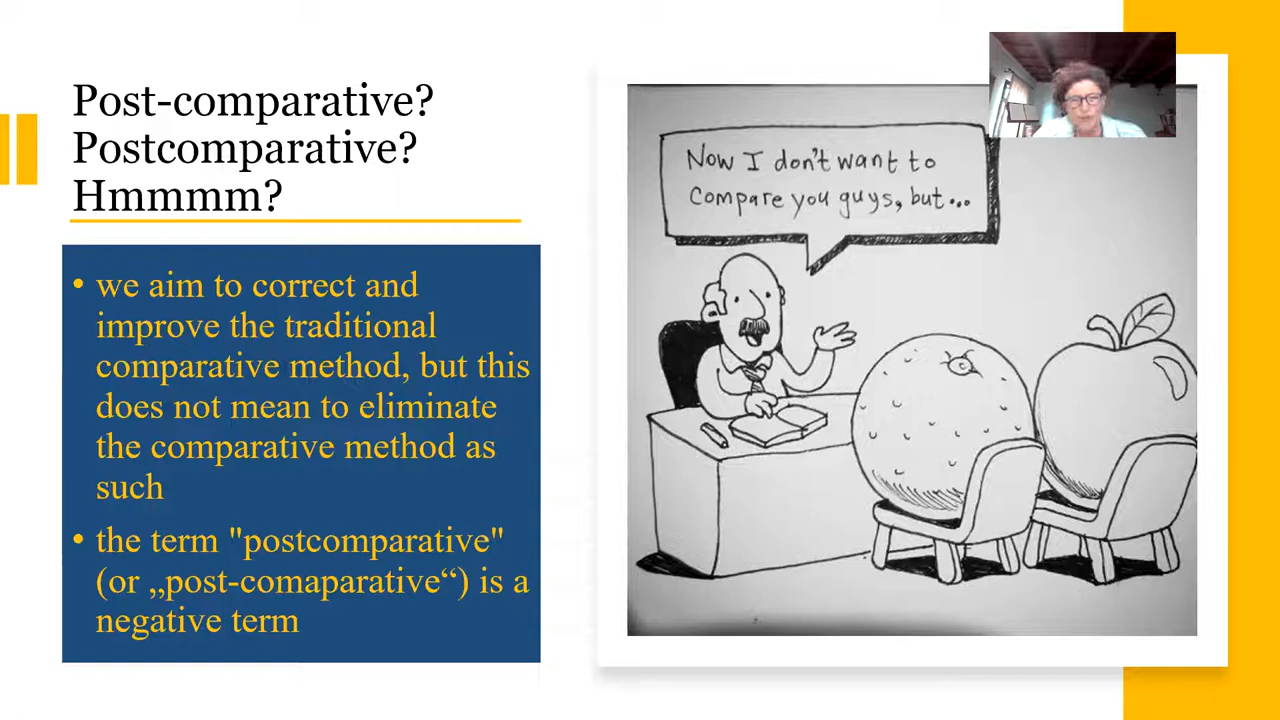 Post-comparative?
Postcomparative?
Hmmmm?
we aim to correct and
improve the traditional
comparative method, but this
does not mean to eliminate
the comparative method as
such
the term "postcomparative"
(or „post-comaparative“) is a
negative term
Now I don't want to
compare you guys, but...